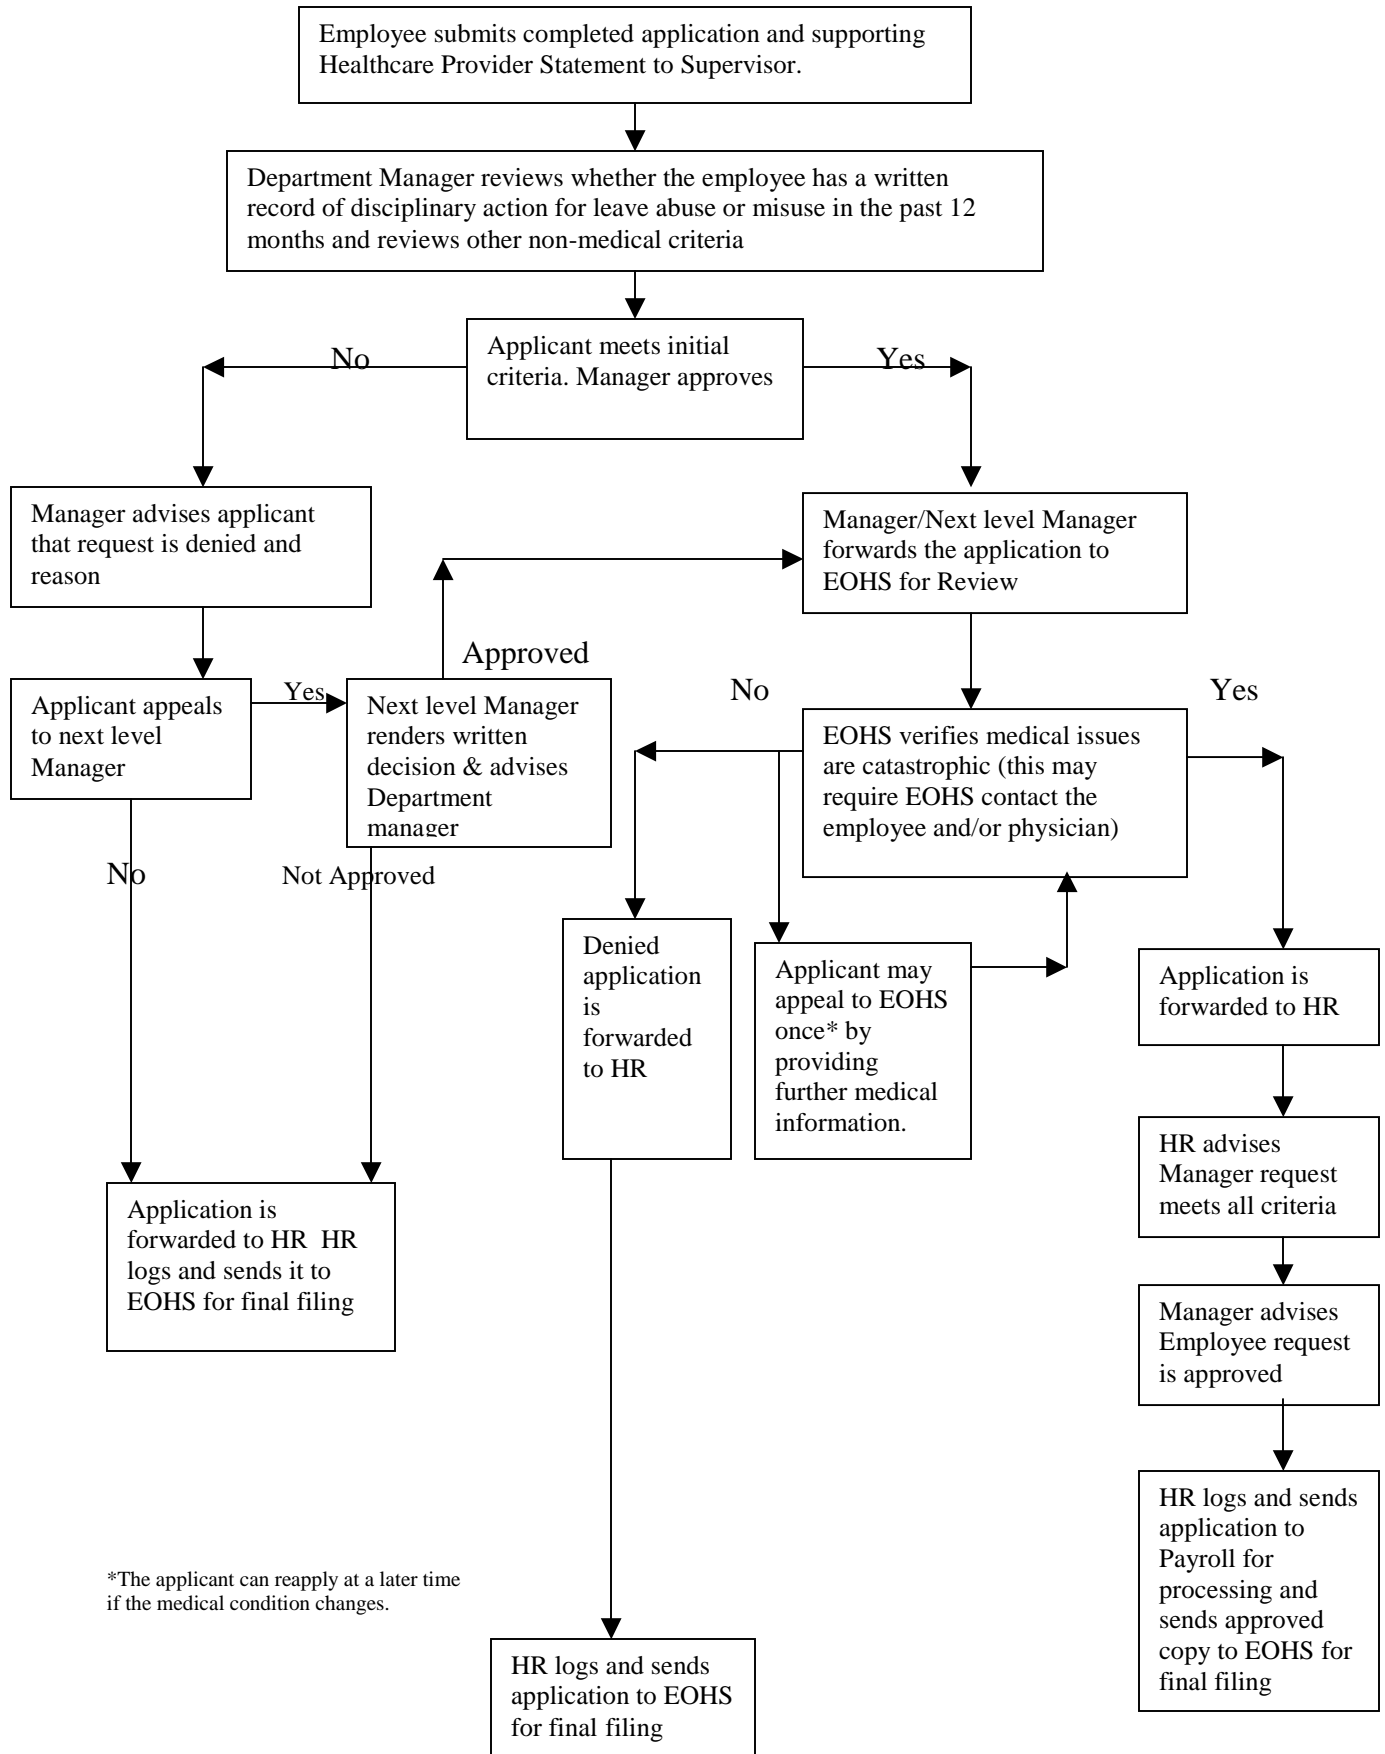 Employee submits completed application and supporting
Healthcare Provider Statement to Supervisor.
Department Manager reviews whether the employee has a written
record of disciplinary action for leave abuse or misuse in the past 12
months and reviews other non-medical criteria
No
Applicant meets initial
criteria. Manager approves
Yes
Manager advises applicant
that request is denied and
reason
Manager/Next level Manager
forwards the application to
EOHS for Review
Approved
Applicant appeals
to next level
Manager
Yes
Next level Manager
renders written
decision & advises
Department
manager
No
Yes
EOHS verifies medical issues
are catastrophic (this may
require EOHS contact the
employee and/or physician)
No
Not Approved
Denied
application
is
forwarded
to HR
Applicant may
appeal to EOHS
once* by
providing
further medical
information.
Application is
forwarded to HR
HR advises
Manager request
meets all criteria
Application is
forwarded to HR  HR
logs and sends it to
EOHS for final filing
Manager advises
Employee request
is approved
HR logs and sends
application to
Payroll for
processing and
sends approved
copy to EOHS for
final filing
*The applicant can reapply at a later time
if the medical condition changes.
HR logs and sends
application to EOHS
for final filing